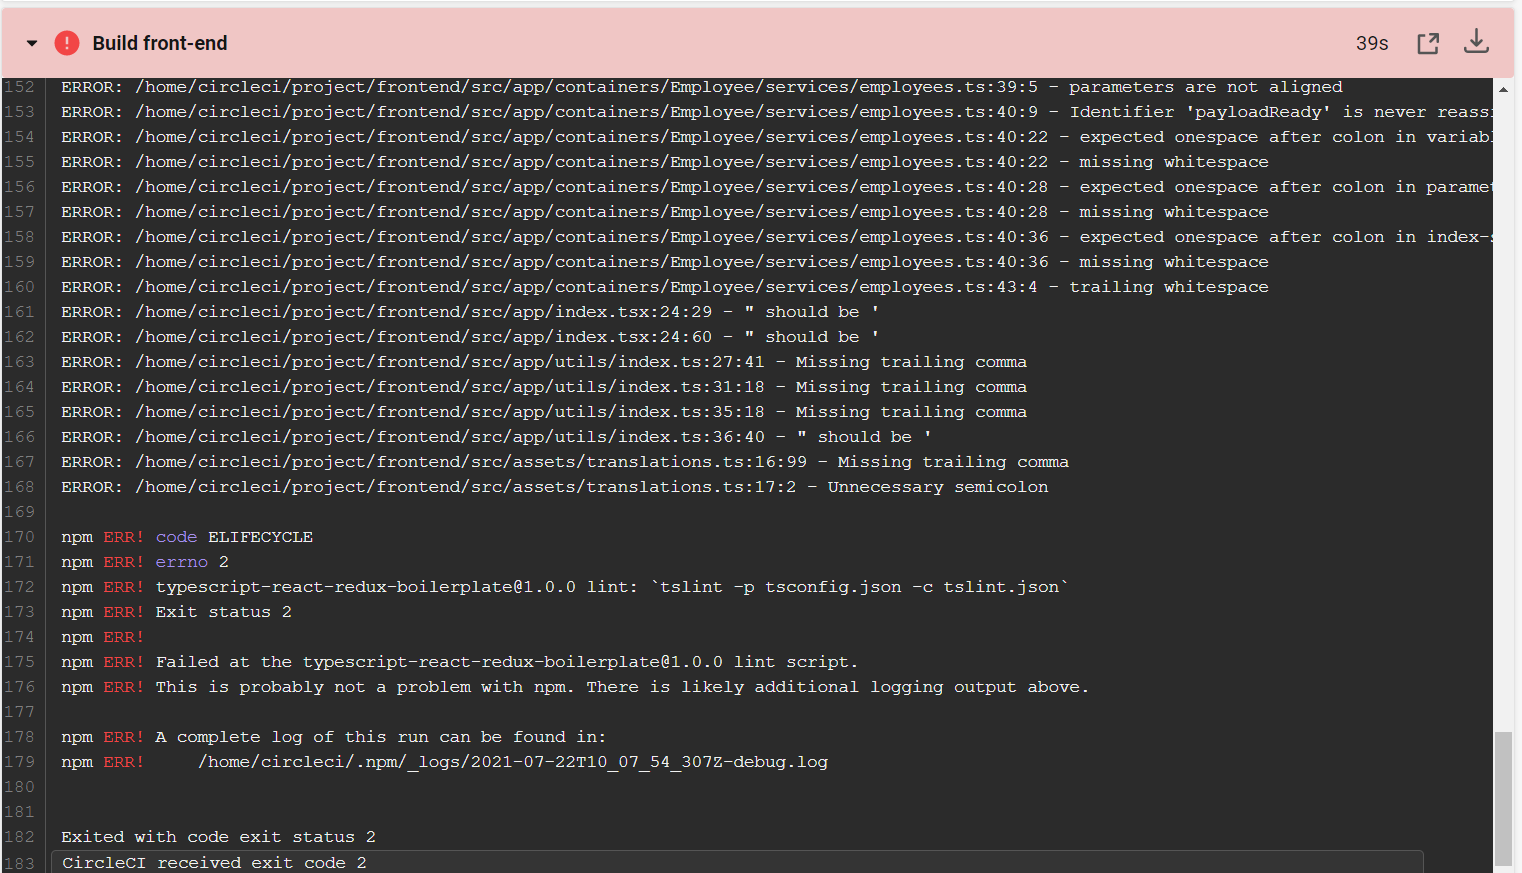 Build front-end 39s
152 ERROR: /home/circleci/project/frontend/src/app/containers/Employee/services/employees.ts:39:5 - parameters are not aligned
153 ERROR: /home/circleci/project/frontend/src/app/containers/Employee/services/employees.ts:40:9 - Identifier 'payloadReady' is never reassi
154 ERROR: /home/circleci/project/frontend/src/app/containers/Employee/services/employees.ts:40:22 - expected onespace after colon in variabl
155 ERROR: /home/circleci/project/frontend/src/app/containers/Employee/services/employees.ts:40:22 - missing whitespace
156 ERROR: /home/circleci/project/frontend/src/app/containers/Employee/services/employees.ts:40:28 - expected onespace after colon in paramet
157 ERROR: /home/circleci/project/frontend/src/app/containers/Employee/services/employees.ts:40:28 - missing whitespace
158 ERROR: /home/circleci/project/frontend/src/app/containers/Employee/services/employees.ts:40:36 - expected onespace after colon in index-s
159 ERROR: /home/circleci/project/frontend/src/app/containers/Employee/services/employees.ts:40:36 - missing whitespace
160 ERROR: /home/circleci/project/frontend/src/app/containers/Employee/services/employees.ts:43:4 - trailing whitespace
161 ERROR: /home/circleci/project/frontend/src/app/index.tsx:24:29 - " should be '
162 ERROR: /home/circleci/project/frontend/src/app/index.tsx:24:60 - " should be '
163 ERROR: /home/circleci/project/frontend/src/app/utils/index.ts:27:41 - Missing trailing comma
164 ERROR: /home/circleci/project/frontend/src/app/utils/index.ts:31:18 - Missing trailing comma
165 ERROR: /home/circleci/project/frontend/src/app/utils/index.ts:35:18 - Missing trailing comma
166 ERROR: /home/circleci/project/frontend/src/app/utils/index.ts:36:40 - " should be '
167 ERROR: /home/circleci/project/frontend/src/assets/translations.ts:16:99 - Missing trailing comma
168 ERROR: /home/circleci/project/frontend/src/assets/translations.ts:17:2 - Unnecessary semicolon
169
170 npm ERR! code ELIFECYCLE
171 npm ERR! errno 2
172 npm ERR! typescript-react-redux-boilerplate@1.0.0 lint: `tslint -p tsconfig.json -c tslint.json`
173 npm ERR! Exit status 2
174 npm ERR!
175 npm ERR! Failed at the typescript-react-redux-boilerplate@1.0.0 lint script.
176 npm ERR! This is probably not a problem with npm. There is likely additional logging output above.
177
178 npm ERR! A complete log of this run can be found in:
179 npm ERR!     /home/circleci/.npm/_logs/2021-07-22T10_07_54_307Z-debug.log
180
181
182 Exited with code exit status 2
183 CircleCI received exit code 2